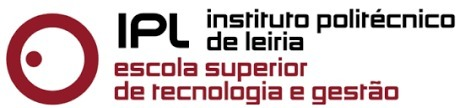 IPL instituto politécnico
de leiria
escola superior
de tecnologia e gestão